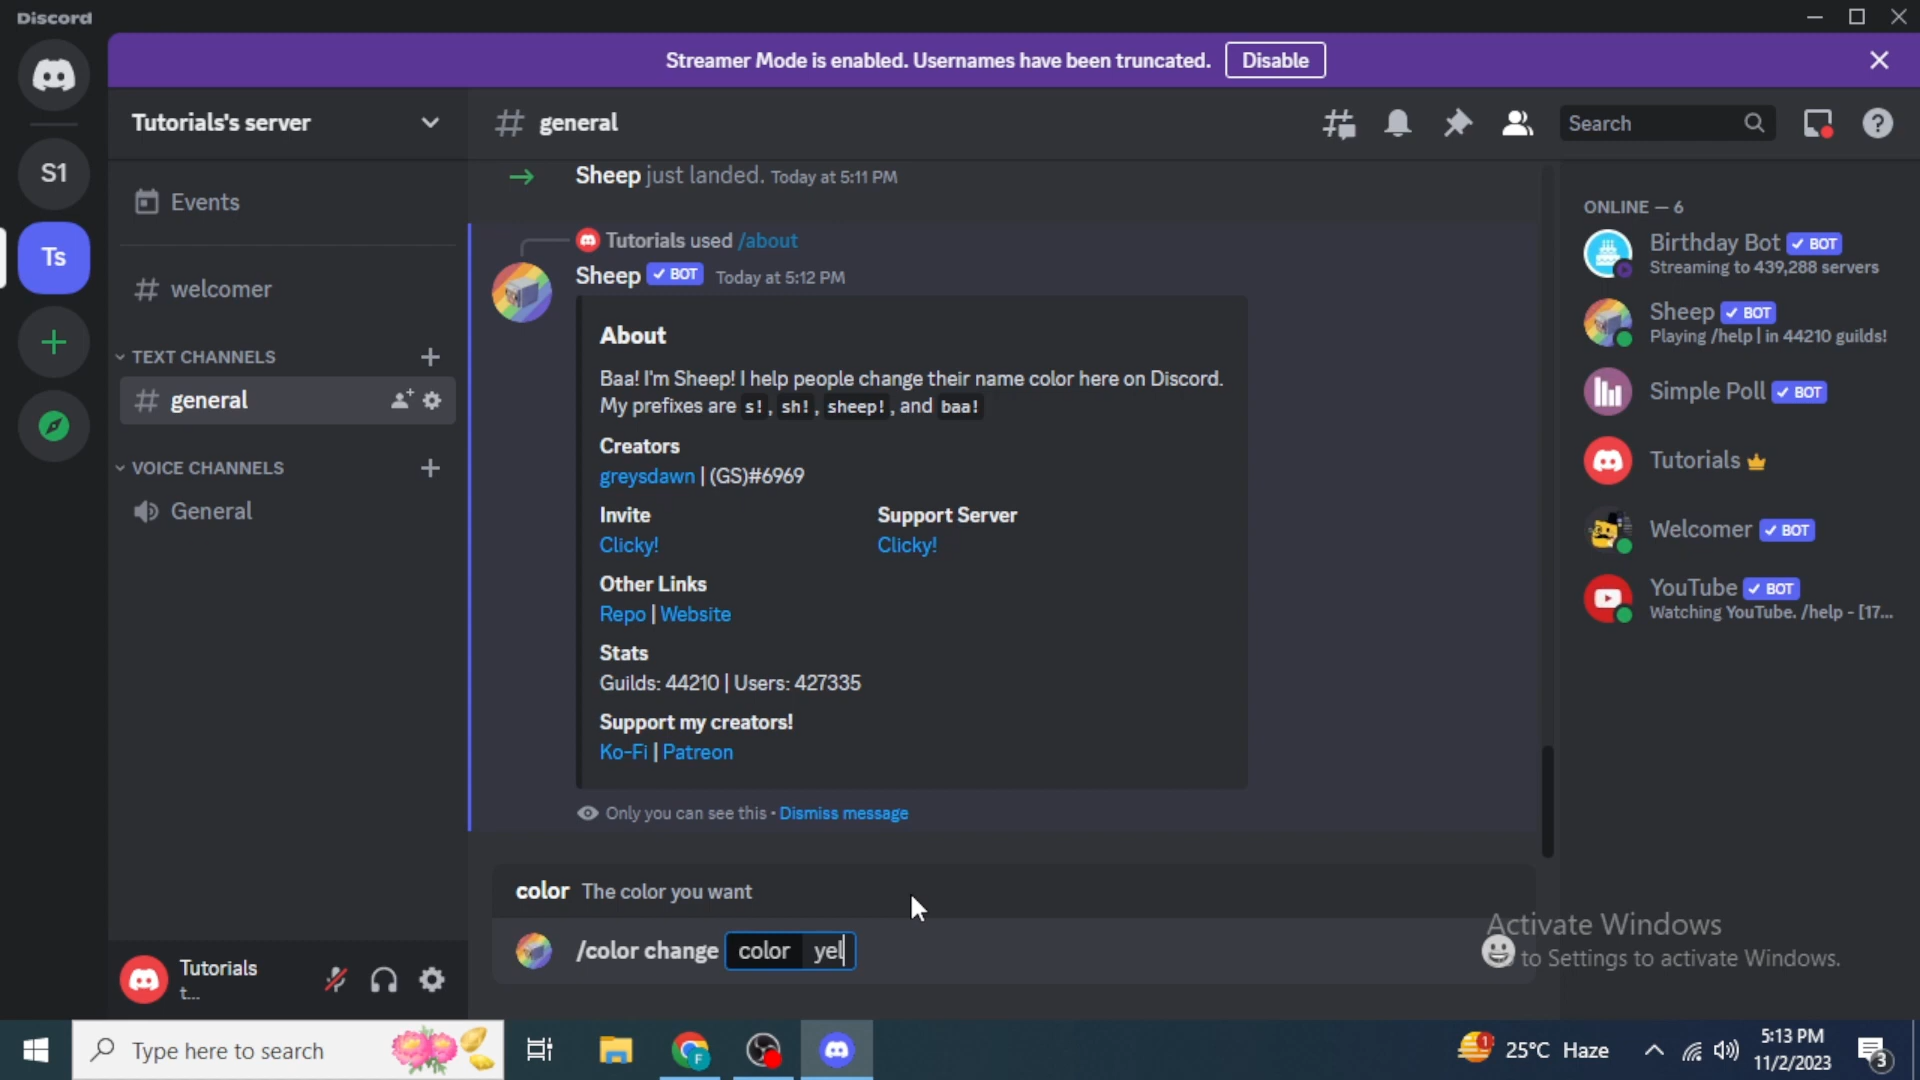 Discord
Streamer Mode is enabled. Usernames have been truncated. Disable
Tutorials's server
general
Search
S1
Ts
Events
welcomer
TEXT CHANNELS
general
VOICE CHANNELS
General
Sheep just landed. Today at 5:11 PM
Tutorials used /about
Sheep BOT Today at 5:12 PM
About
Baa! I'm Sheep! I help people change their name color here on Discord.
My prefixes are s!, sh!, sheep!, and baa!
Creators
greysdawn | (GS)#6969
Invite Support Server
Clicky! Clicky!
Other Links
Repo | Website
Stats
Guilds: 44210 | Users: 427335
Support my creators!
Ko-Fi | Patreon
Only you can see this • Dismiss message
color The color you want
/color change color yel
ONLINE — 6
Birthday Bot BOT
Streaming to 439,288 servers
Sheep BOT
Playing /help | in 44210 guilds!
Simple Poll BOT
Tutorials
Welcomer BOT
YouTube BOT
Watching YouTube. /help - [17...
Activate Windows
to Settings to activate Windows.
Tutorials
t...
Type here to search
25°C Haze
5:13 PM
11/2/2023
3